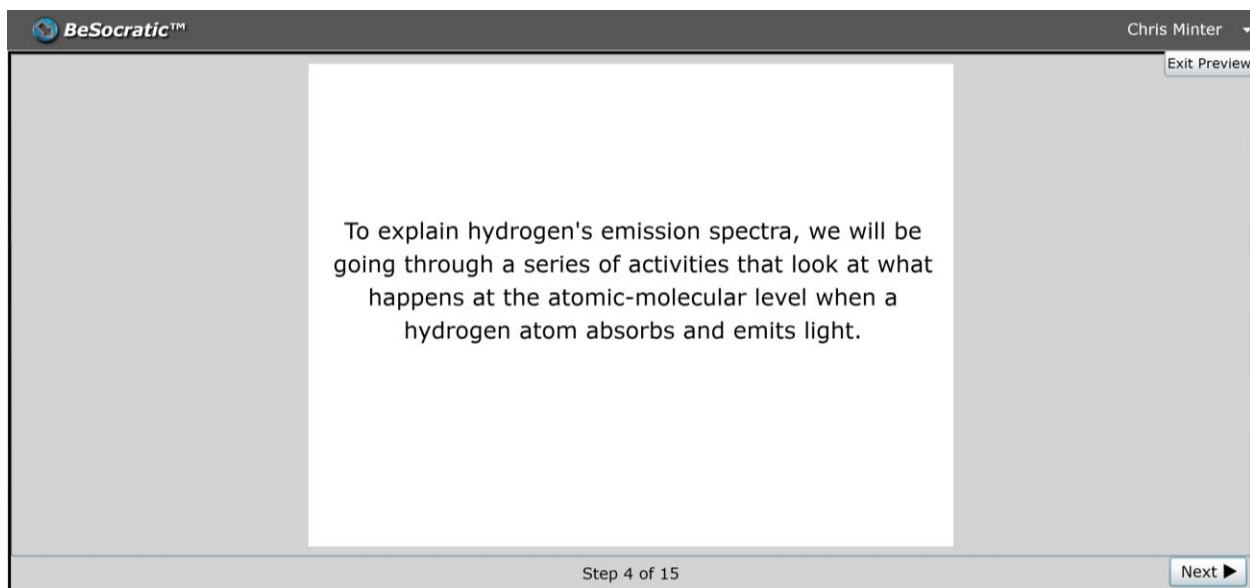 BeSocratic™
Chris Minter
Exit Preview
To explain hydrogen's emission spectra, we will be
going through a series of activities that look at what
happens at the atomic-molecular level when a
hydrogen atom absorbs and emits light.
Step 4 of 15
Next